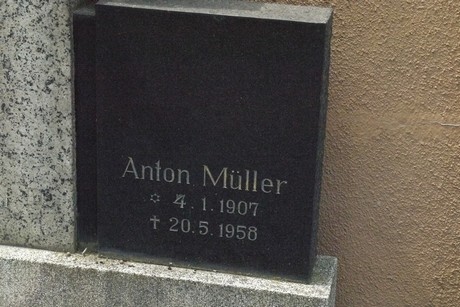 Anton Müller
✡ 4.1.1907
✝ 20.5.1958